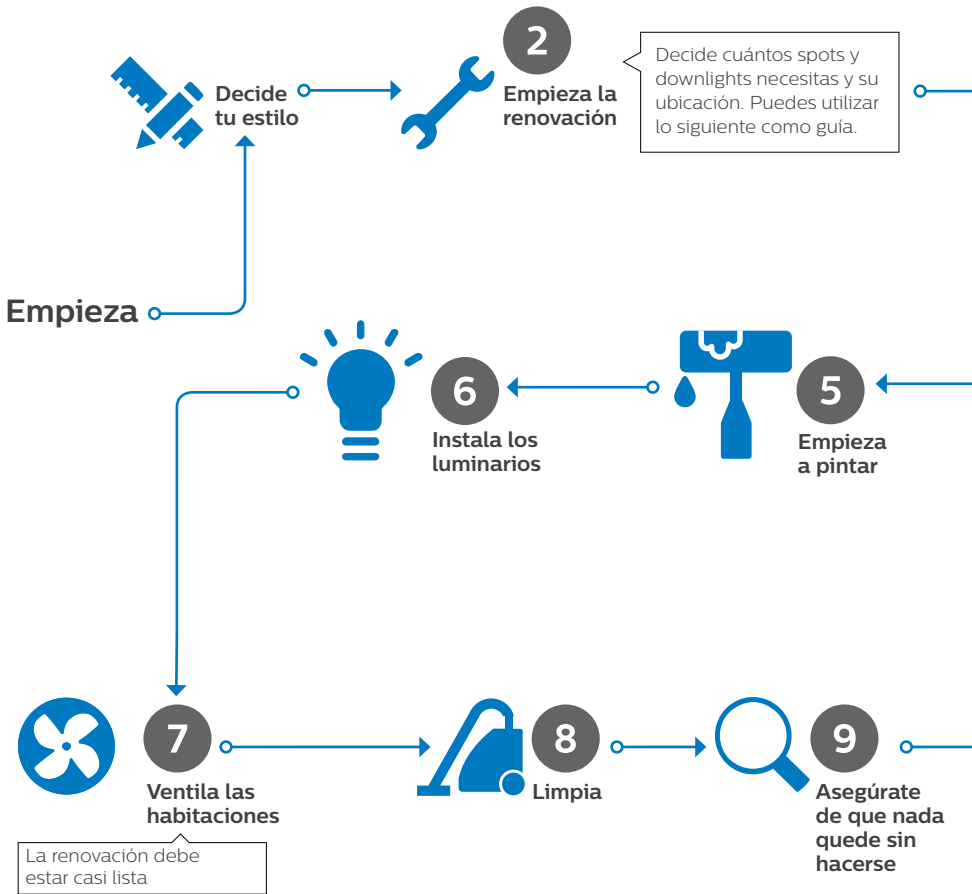 Empieza
Decide
tu estilo
2
Empieza la
renovación
Decide cuántos spots y
downlights necesitas y su
ubicación. Puedes utilizar
lo siguiente como guía.
5
Empieza
a pintar
6
Instala los
luminarios
7
Ventila las
habitaciones
La renovación debe
estar casi lista
8
Limpia
9
Asegúrate
de que nada
quede sin
hacerse